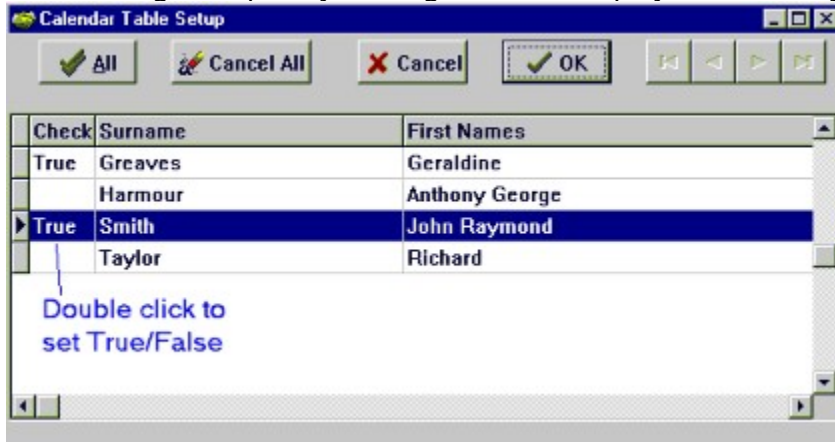 Calendar Table Setup
All Cancel All Cancel OK
Check Surname First Names
True Greaves Geraldine
Harmour Anthony George
True Smith John Raymond
Taylor Richard
Double click to
set True/False